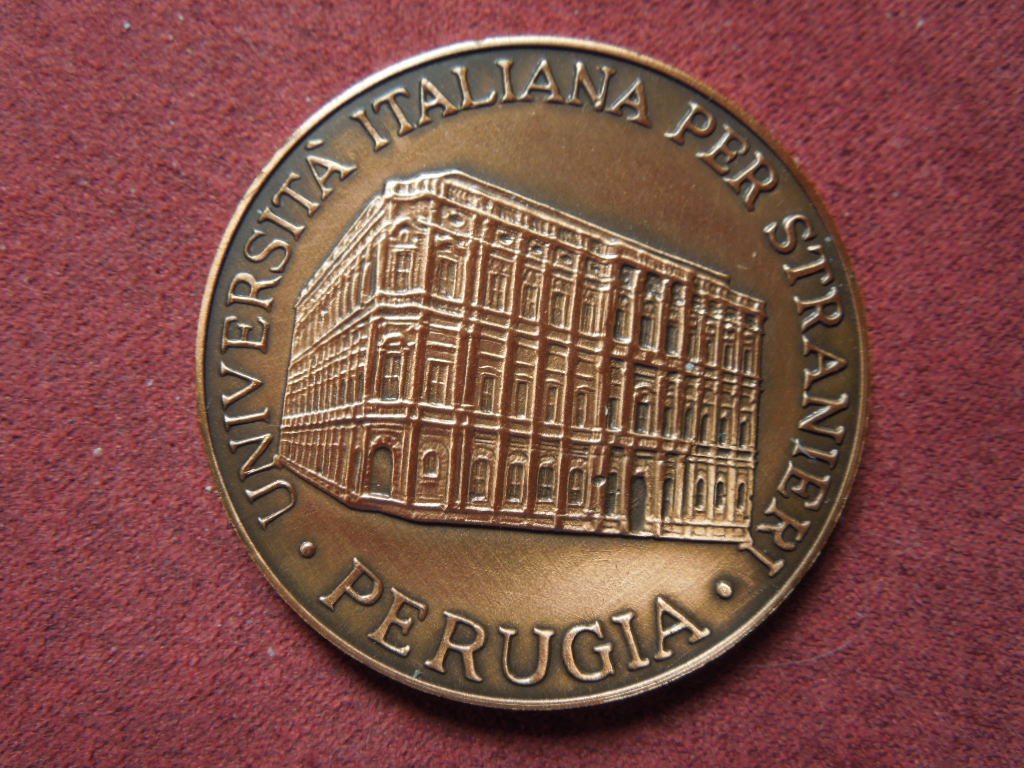 UNIVERSITÀ ITALIANA PER STRANIERI
• PERUGIA •